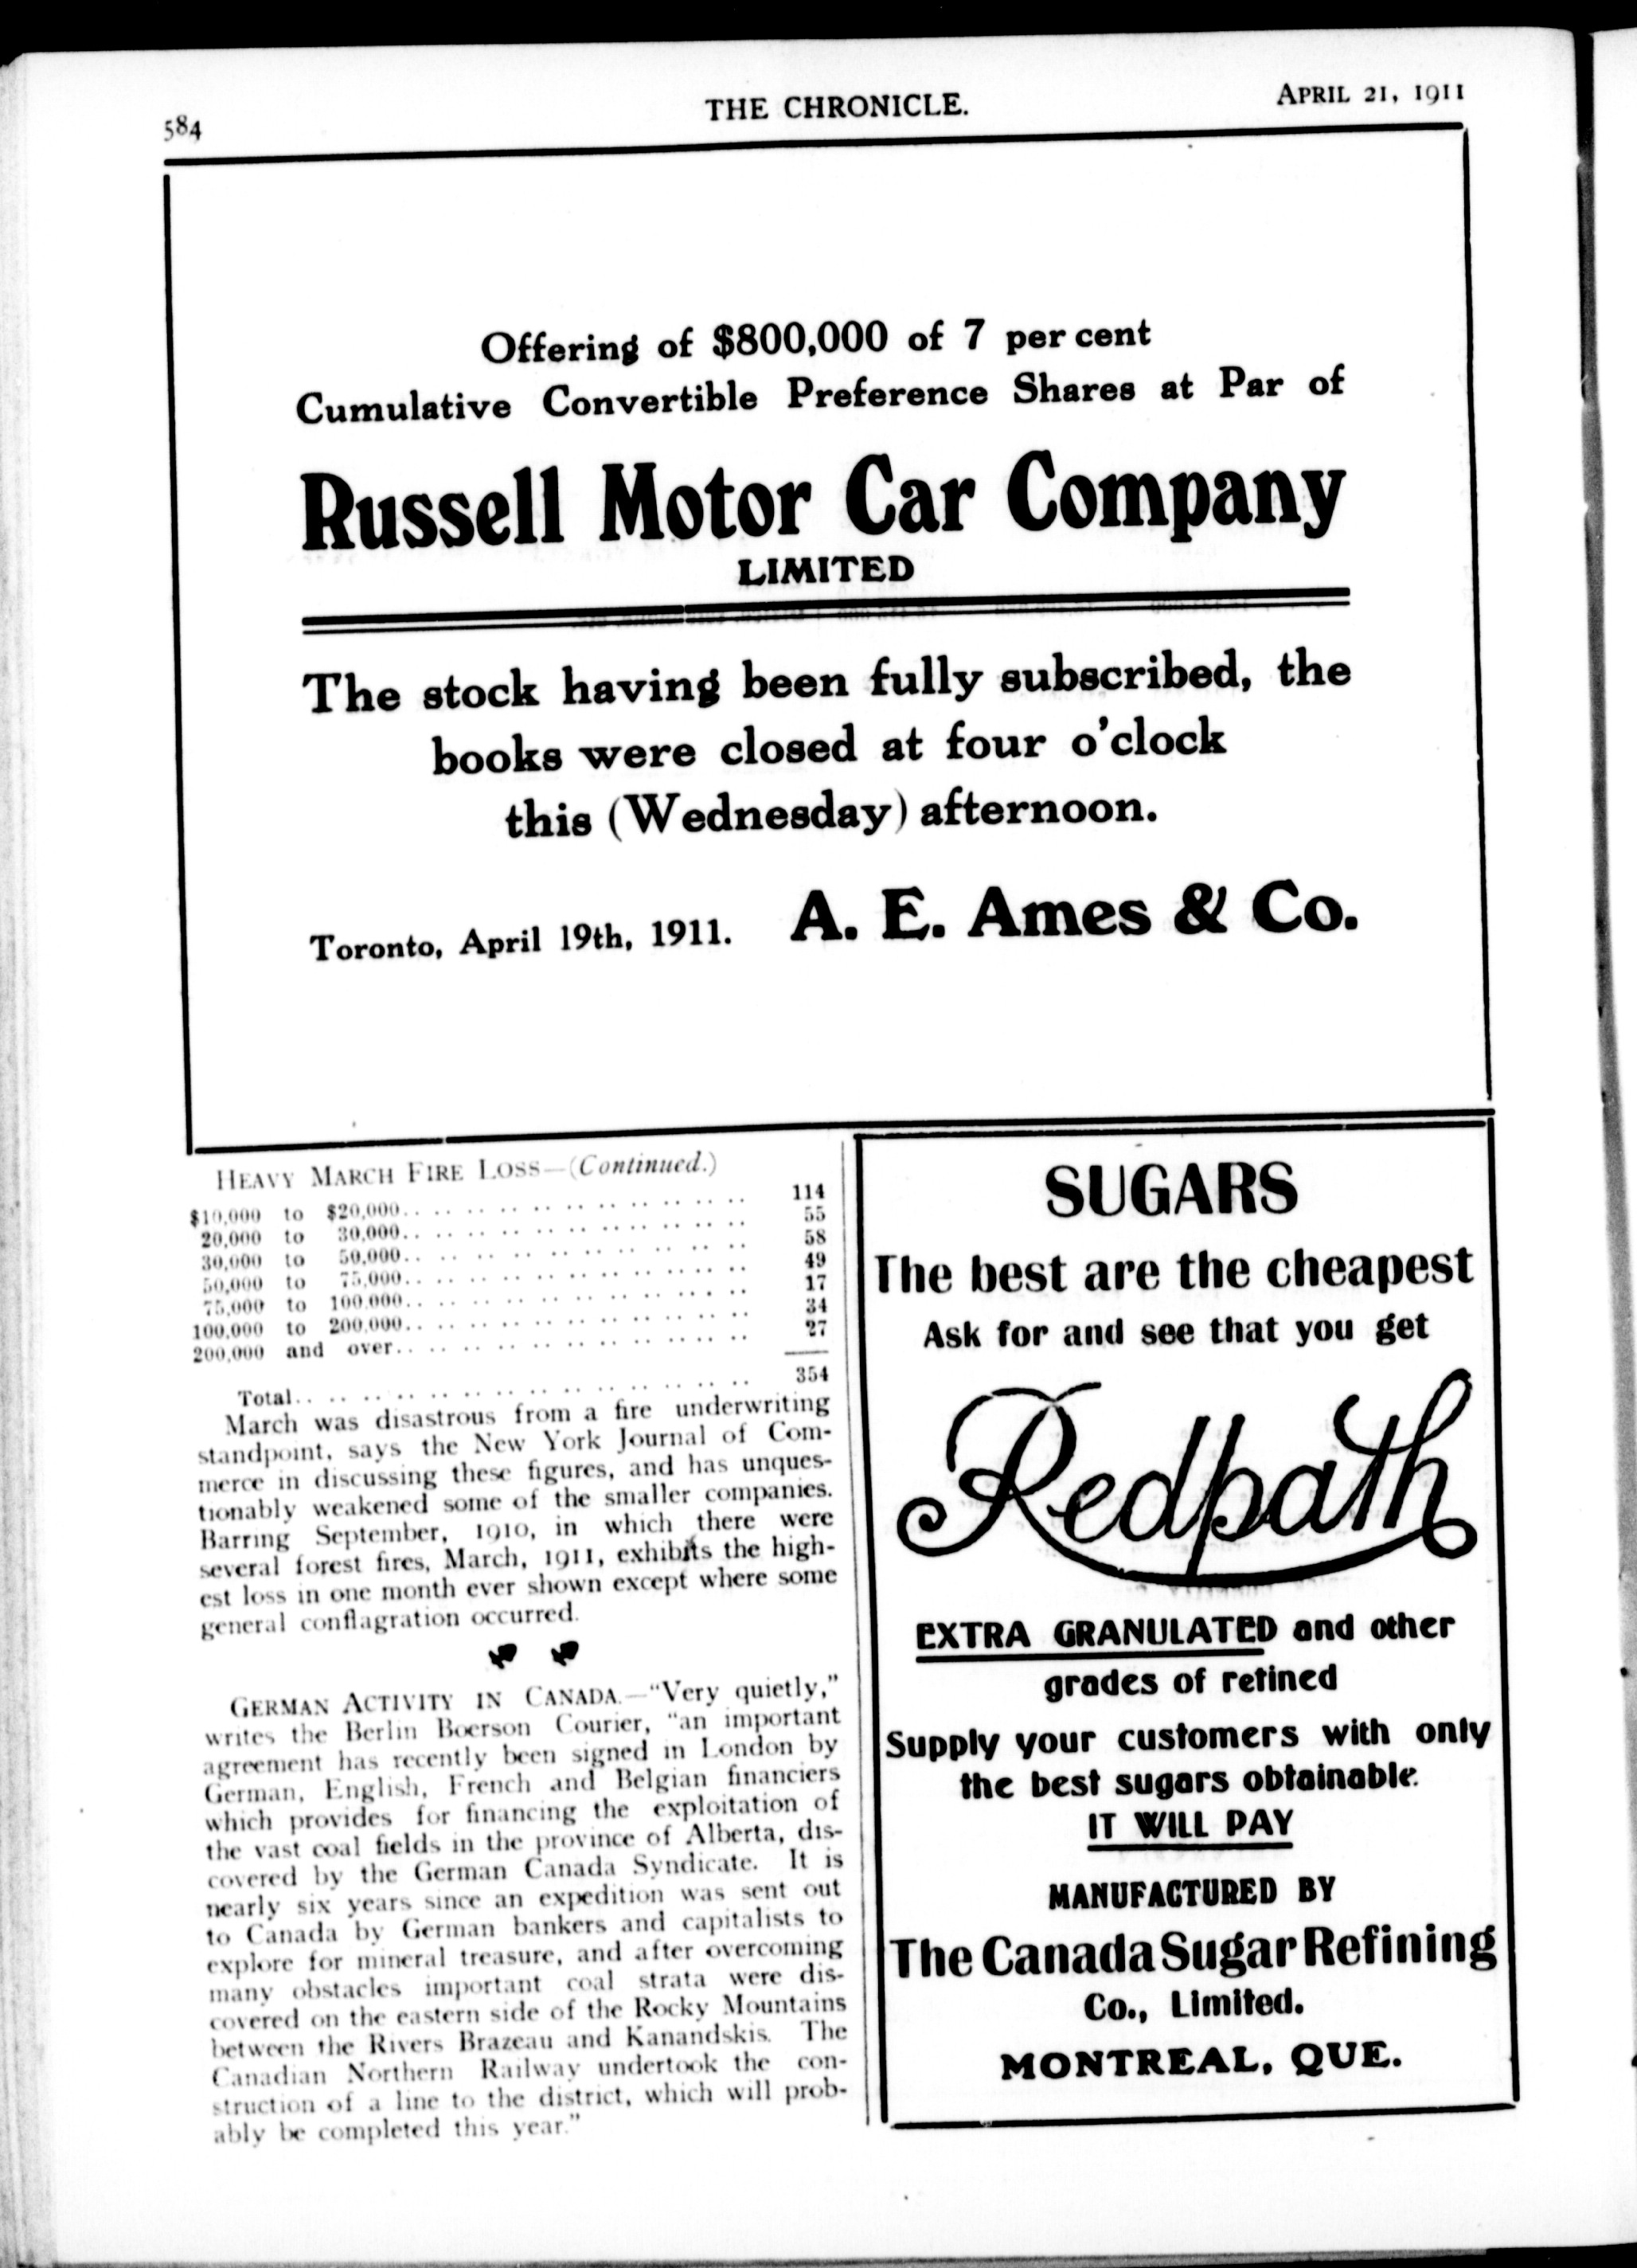 584
THE CHRONICLE.
APRIL 21, 1911
Offering of $800,000 of 7 per cent
Cumulative Convertible Preference Shares at Par of
Russell Motor Car Company
LIMITED
The stock having been fully subscribed, the
books were closed at four o'clock
this (Wednesday) afternoon.
Toronto, April 19th, 1911. A. E. Ames & Co.
HEAVY MARCH FIRE LOSS—(Continued.)
$10,000 to $20,000.. .. .. .. .. .. .. .. .. .. .. 114
20,000 to 30,000.. .. .. .. .. .. .. .. .. .. .. 55
30,000 to 50,000.. .. .. .. .. .. .. .. .. .. .. 58
50,000 to 75,000.. .. .. .. .. .. .. .. .. .. .. 49
75,000 to 100,000.. .. .. .. .. .. .. .. .. .. .. 17
100,000 to 200,000.. .. .. .. .. .. .. .. .. .. .. 34
200,000 and over.. .. .. .. .. .. .. .. .. .. .. 27
Total.. .. .. .. .. .. .. .. .. .. .. .. .. .. 354
March was disastrous from a fire underwriting
standpoint, says the New York Journal of Com-
merce in discussing these figures, and has unques-
tionably weakened some of the smaller companies.
Barring September, 1910, in which there were
several forest fires, March, 1911, exhibits the high-
est loss in one month ever shown except where some
general conflagration occurred.
GERMAN ACTIVITY IN CANADA.—"Very quietly,"
writes the Berlin Boerson Courier, "an important
agreement has recently been signed in London by
German, English, French and Belgian financiers
which provides for financing the exploitation of
the vast coal fields in the province of Alberta, dis-
covered by the German Canada Syndicate. It is
nearly six years since an expedition was sent out
to Canada by German bankers and capitalists to
explore for mineral treasure, and after overcoming
many obstacles important coal strata were dis-
covered on the eastern side of the Rocky Mountains
between the Rivers Brazeau and Kanandskis. The
Canadian Northern Railway undertook the con-
struction of a line to the district, which will prob-
ably be completed this year."
SUGARS
The best are the cheapest
Ask for and see that you get
Redpath
EXTRA GRANULATED and other
grades of refined
Supply your customers with only
the best sugars obtainable.
IT WILL PAY
MANUFACTURED BY
The Canada Sugar Refining
Co., Limited.
MONTREAL, QUE.